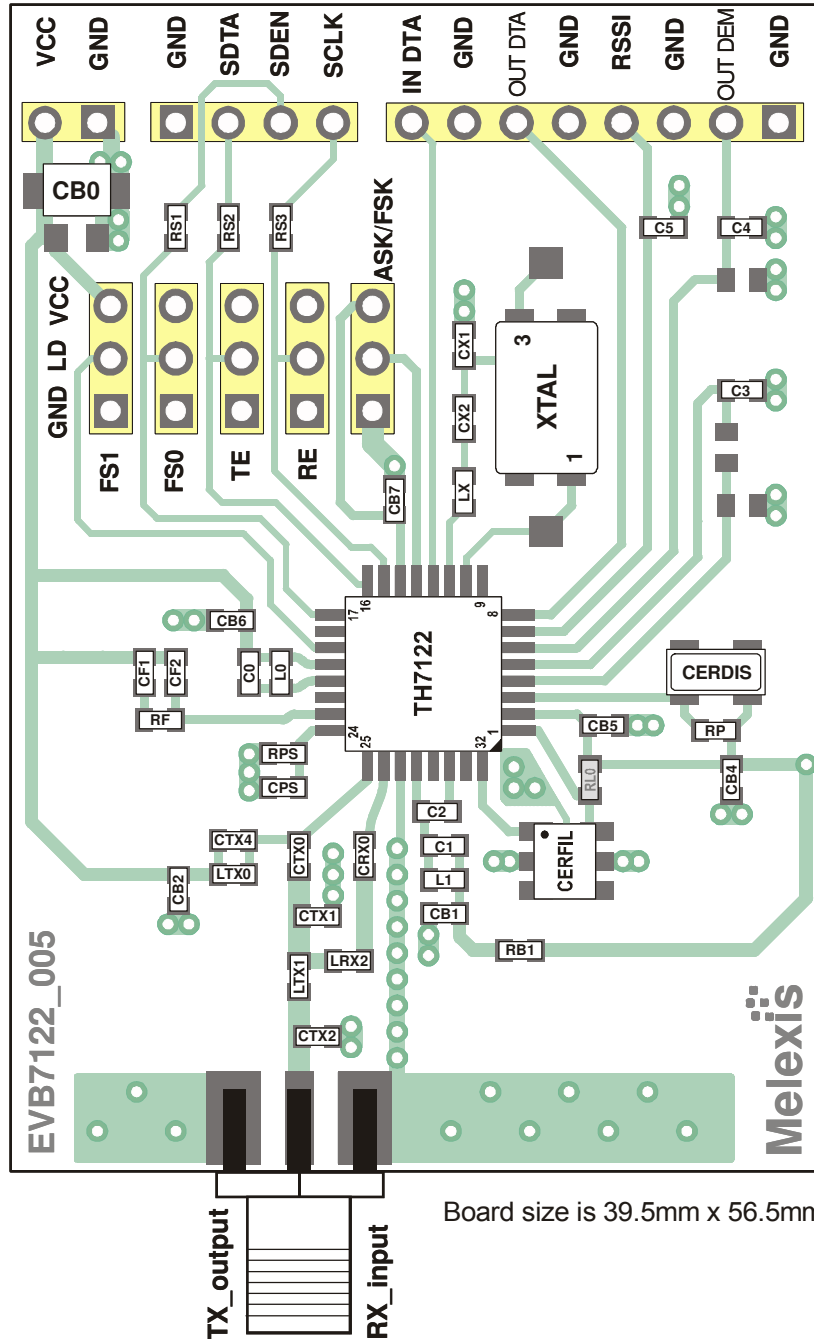 VCC
GND
GND
SDTA
SDEN
SCLK
IN DTA
GND
OUT DTA
GND
RSSI
GND
OUT DEM
GND
CB0
RS1
RS2
RS3
ASK/FSK
C5
C4
GND LD VCC
FS1
FS0
TE
RE
CB7
CX1
CX2
LX
3
XTAL
1
C3
16
9
17
8
TH7122
24
25
32
1
CB6
CF1
CF2
C0
L0
RF
RPS
CPS
CERDIS
CB5
RP
RL0
CB4
CTX4
LTX0
CB2
CTX0
CRX0
C2
C1
L1
CB1
CERFIL
CTX1
LTX1
LRX2
RB1
CTX2
EVB7122_005
Melexis
TX_output
RX_input
Board size is 39.5mm x 56.5mm